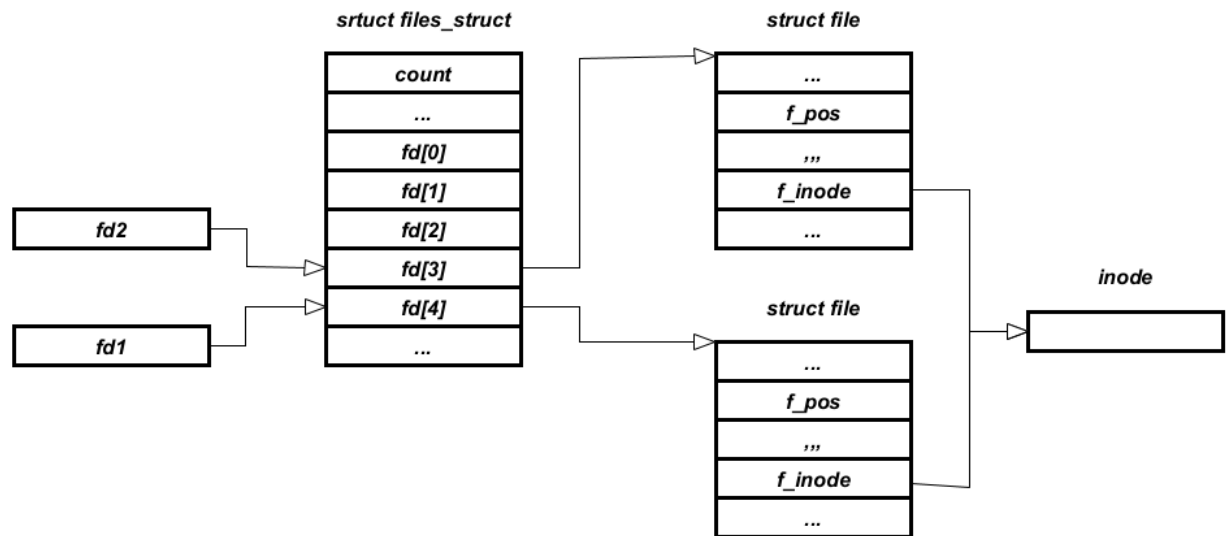 srtuct files_struct
count
...
fd[0]
fd[1]
fd[2]
fd[3]
fd[4]
...
fd2
fd1
struct file
...
f_pos
,,,
f_inode
...
struct file
...
f_pos
,,,
f_inode
...
inode